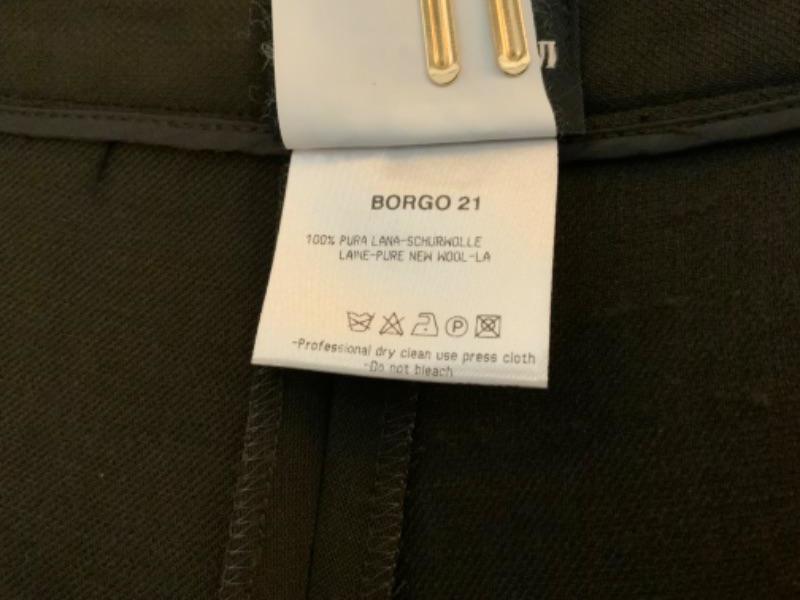 BORGO 21
100% PURA LANA-SCHURWOLLE
LAINE-PURE NEW WOOL-LA
P
-Professional dry clean use press cloth
-Do not bleach